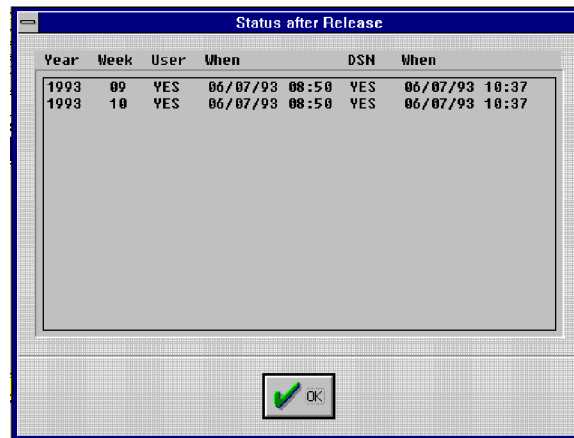 Status after Release
Year Week User When DSN When
1993 09 YES 06/07/93 08:50 YES 06/07/93 10:37
1993 10 YES 06/07/93 08:50 YES 06/07/93 10:37
OK